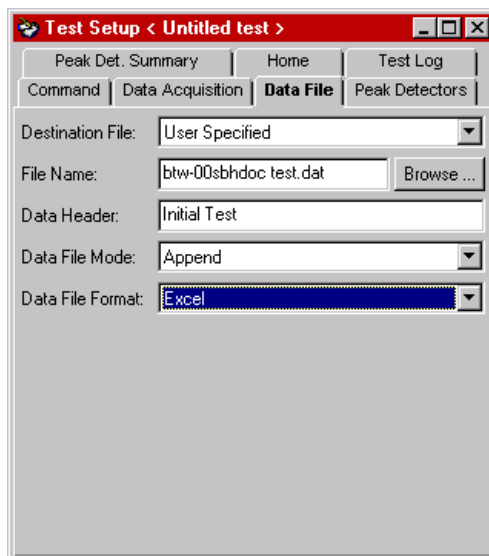 Test Setup < Untitled test >
Peak Det. Summary Home Test Log
Command Data Acquisition Data File Peak Detectors
Destination File: User Specified
File Name: btw-00sbhdoc test.dat Browse ...
Data Header: Initial Test
Data File Mode: Append
Data File Format: Excel